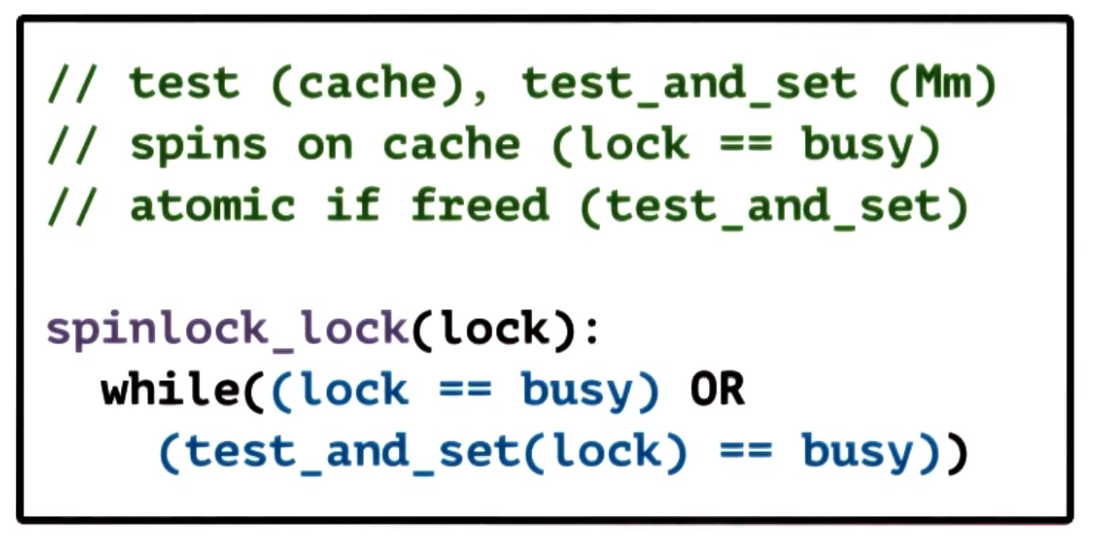 // test (cache), test_and_set (Mm)
// spins on cache (lock == busy)
// atomic if freed (test_and_set)
spinlock_lock(lock):
while((lock == busy) OR
(test_and_set(lock) == busy))